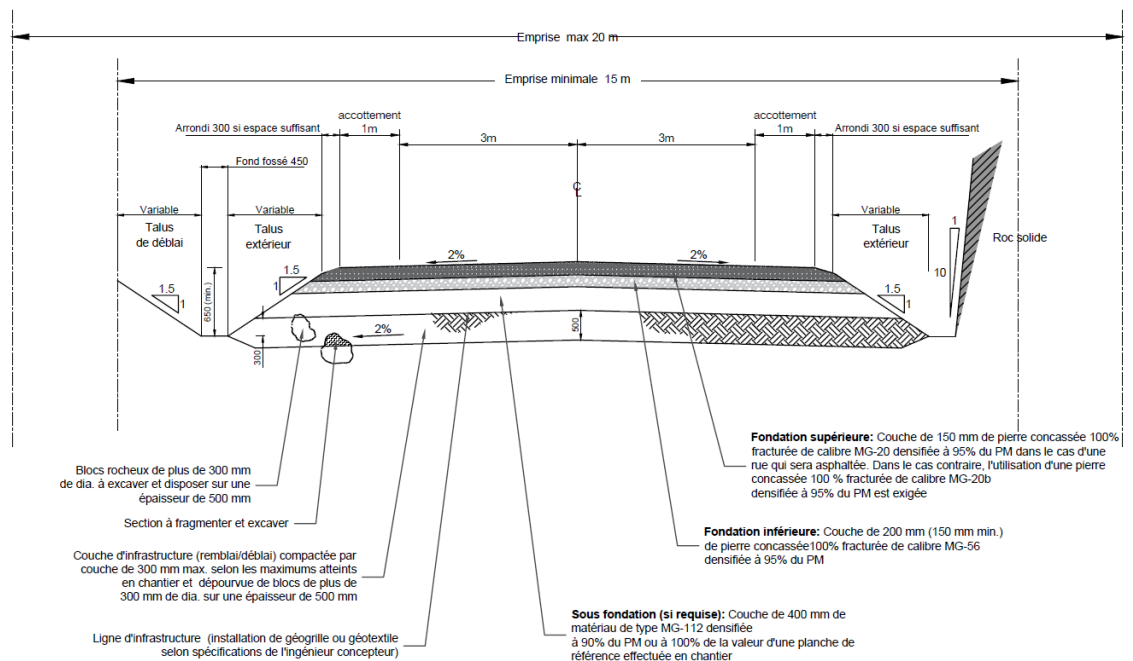 Emprise max 20 m
Emprise minimale 15 m
accottement
accottement
Arrondi 300 si espace suffisant
1m
3m
3m
1m
Arrondi 300 si espace suffisant
Fond fossé 450
Variable
Talus
de déblai
Variable
Talus
extérieur
Variable
Talus
extérieur
Roc solide
1
10
2%
2%
1.5
1
1.5
1
1.5
1
650 (min.)
300
2%
500
Blocs rocheux de plus de 300 mm
de dia. à excaver et disposer sur une
épaisseur de 500 mm
Section à fragmenter et excaver
Couche d'infrastructure (remblai/déblai) compactée par
couche de 300 mm max. selon les maximums atteints
en chantier et dépourvue de blocs de plus de
300 mm de dia. sur une épaisseur de 500 mm
Ligne d'infrastructure (installation de géogrille ou géotextile
selon spécifications de l'ingénieur concepteur)
Fondation supérieure: Couche de 150 mm de pierre concassée 100%
fracturée de calibre MG-20 densifiée à 95% du PM dans le cas d'une
rue qui sera asphaltée. Dans le cas contraire, l'utilisation d'une pierre
concassée 100 % fracturée de calibre MG-20b
densifiée à 95% du PM est exigée
Fondation inférieure: Couche de 200 mm (150 mm min.)
de pierre concassée100% fracturée de calibre MG-56
densifiée à 95% du PM
Sous fondation (si requise): Couche de 400 mm de
matériau de type MG-112 densifiée
à 90% du PM ou à 100% de la valeur d'une planche de
référence effectuée en chantier